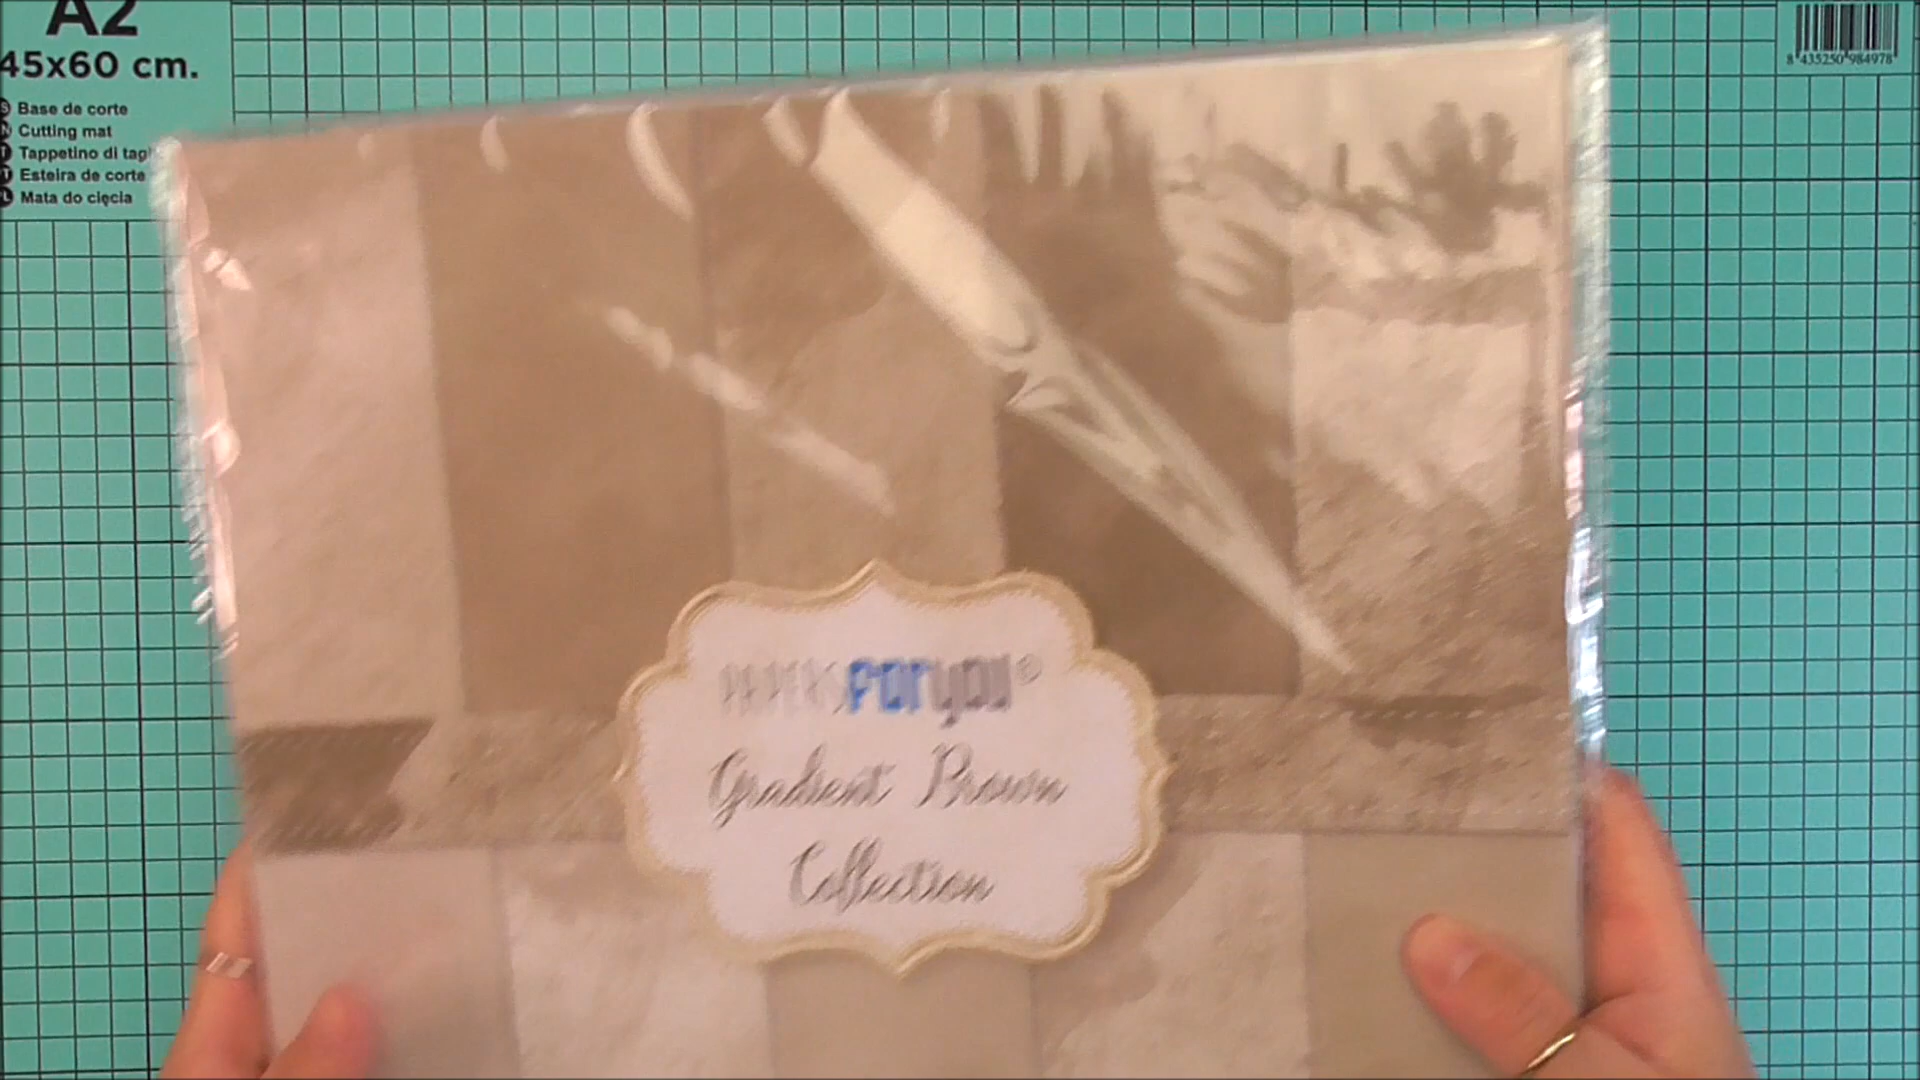 A2
45x60 cm.
S Base de corte
Cutting mat
Tappetino di tagl
Esteira de corte
Mata do cięcia
8 435250 984978
PAPERSFORyou®
Gradient Brown
Collection